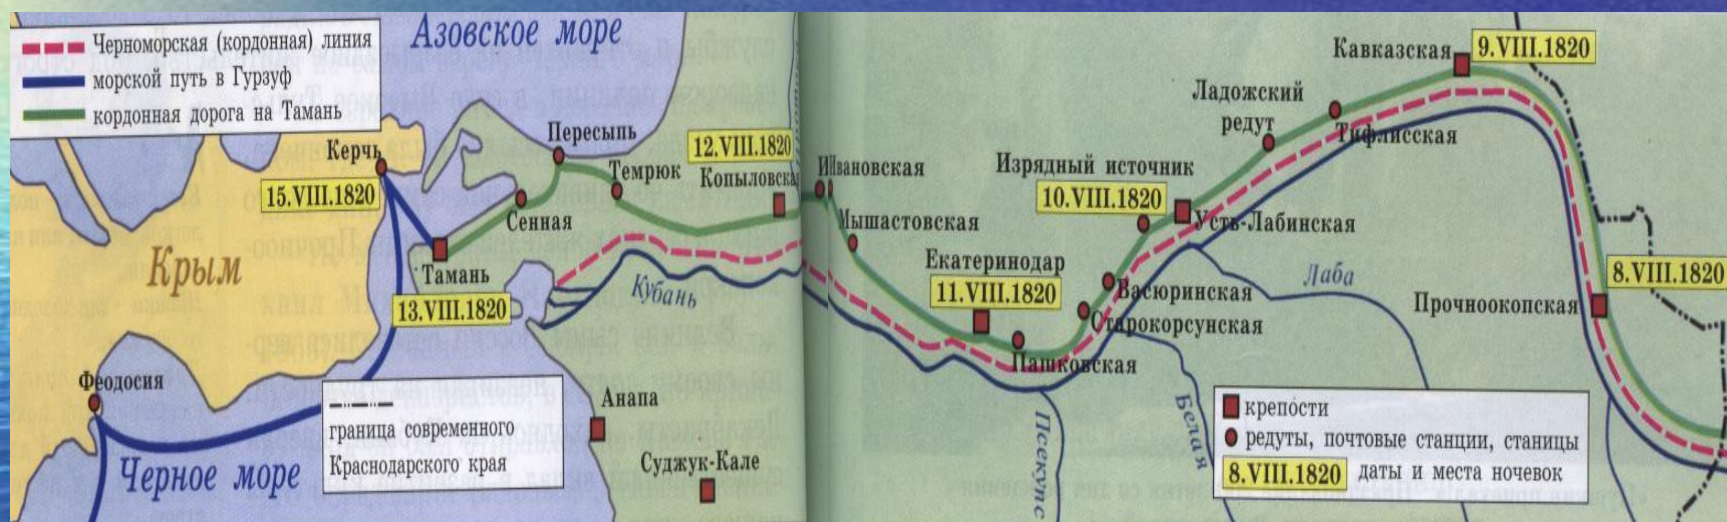 Черноморская (кордонная) линия
морской путь в Гурзуф
кордонная дорога на Тамань
Азовское море
Керчь
15.VIII.1820
Крым
Феодосия
Черное море
Тамань
13.VIII.1820
Сенная
Пересыпь
Темрюк
12.VIII.1820
Кубань
граница современного
Краснодарского края
Анапа
Суджук-Кале
Мышастовская
Екатеринодар
11.VIII.1820
Пашковская
Старокорсунская
Васюринская
Изрядный источник
10.VIII.1820
Усть-Лабинская
Ладожский
редут
Тифлисская
Кавказская
9.VIII.1820
Лаба
Белая
Прочноокопская
8.VIII.1820
крепости
редуты, почтовые станции, станицы
8.VIII.1820 даты и места ночевок